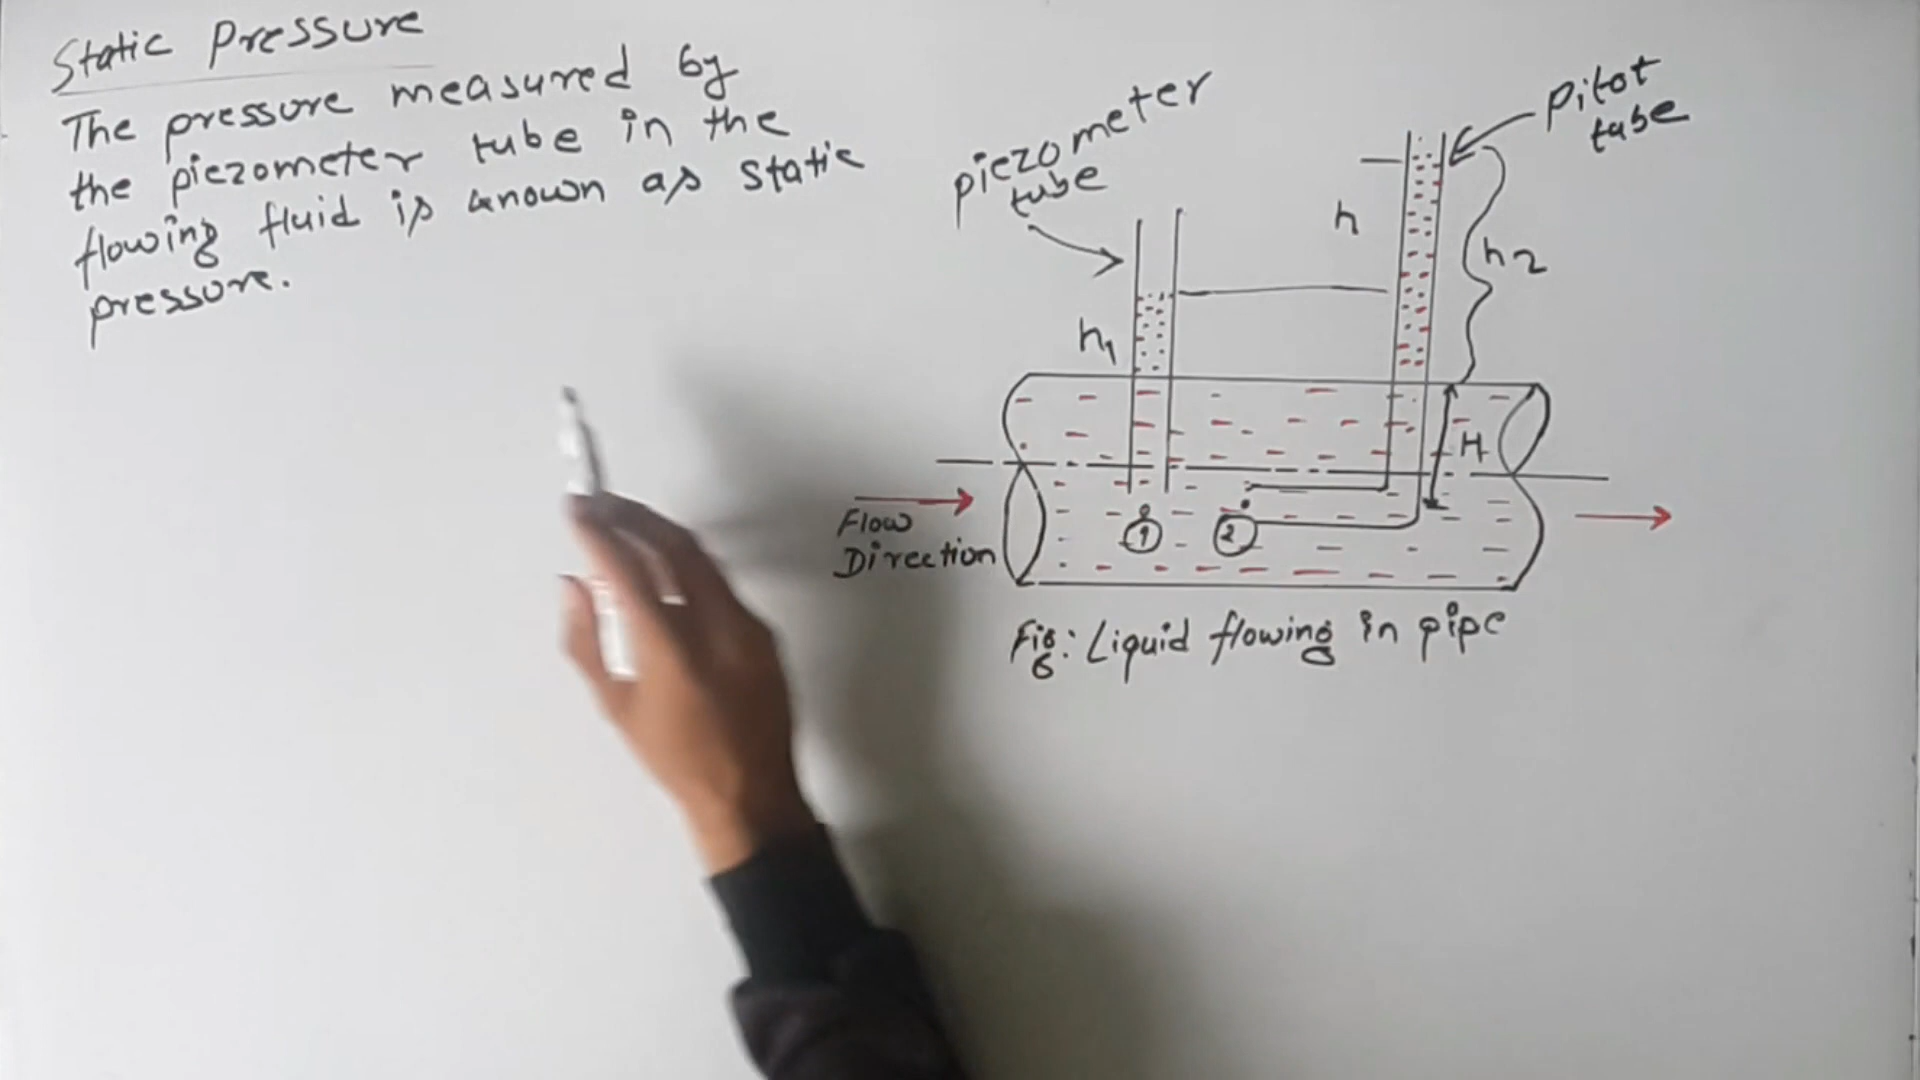 Static Pressure
The pressure measured by
the piezometer tube in the
flowing fluid is known as static
pressure.
piezometer
tube
pitot
tube
h
h2
h1
H
Flow
Direction
1
2
Fig: Liquid flowing in pipe